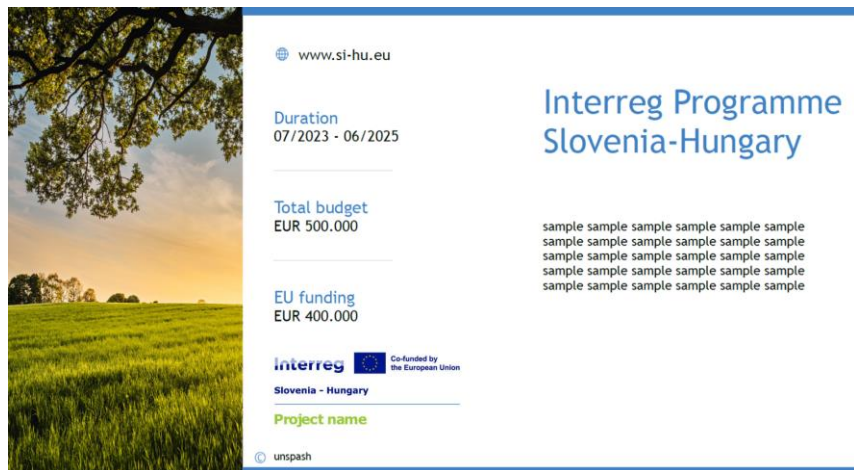 www.si-hu.eu
Duration
07/2023 - 06/2025
Total budget
EUR 500.000
EU funding
EUR 400.000
Interreg
Co-funded by
the European Union
Slovenia - Hungary
Project name
© unspash
Interreg Programme
Slovenia-Hungary
sample sample sample sample sample sample
sample sample sample sample sample sample
sample sample sample sample sample sample
sample sample sample sample sample sample
sample sample sample sample sample sample